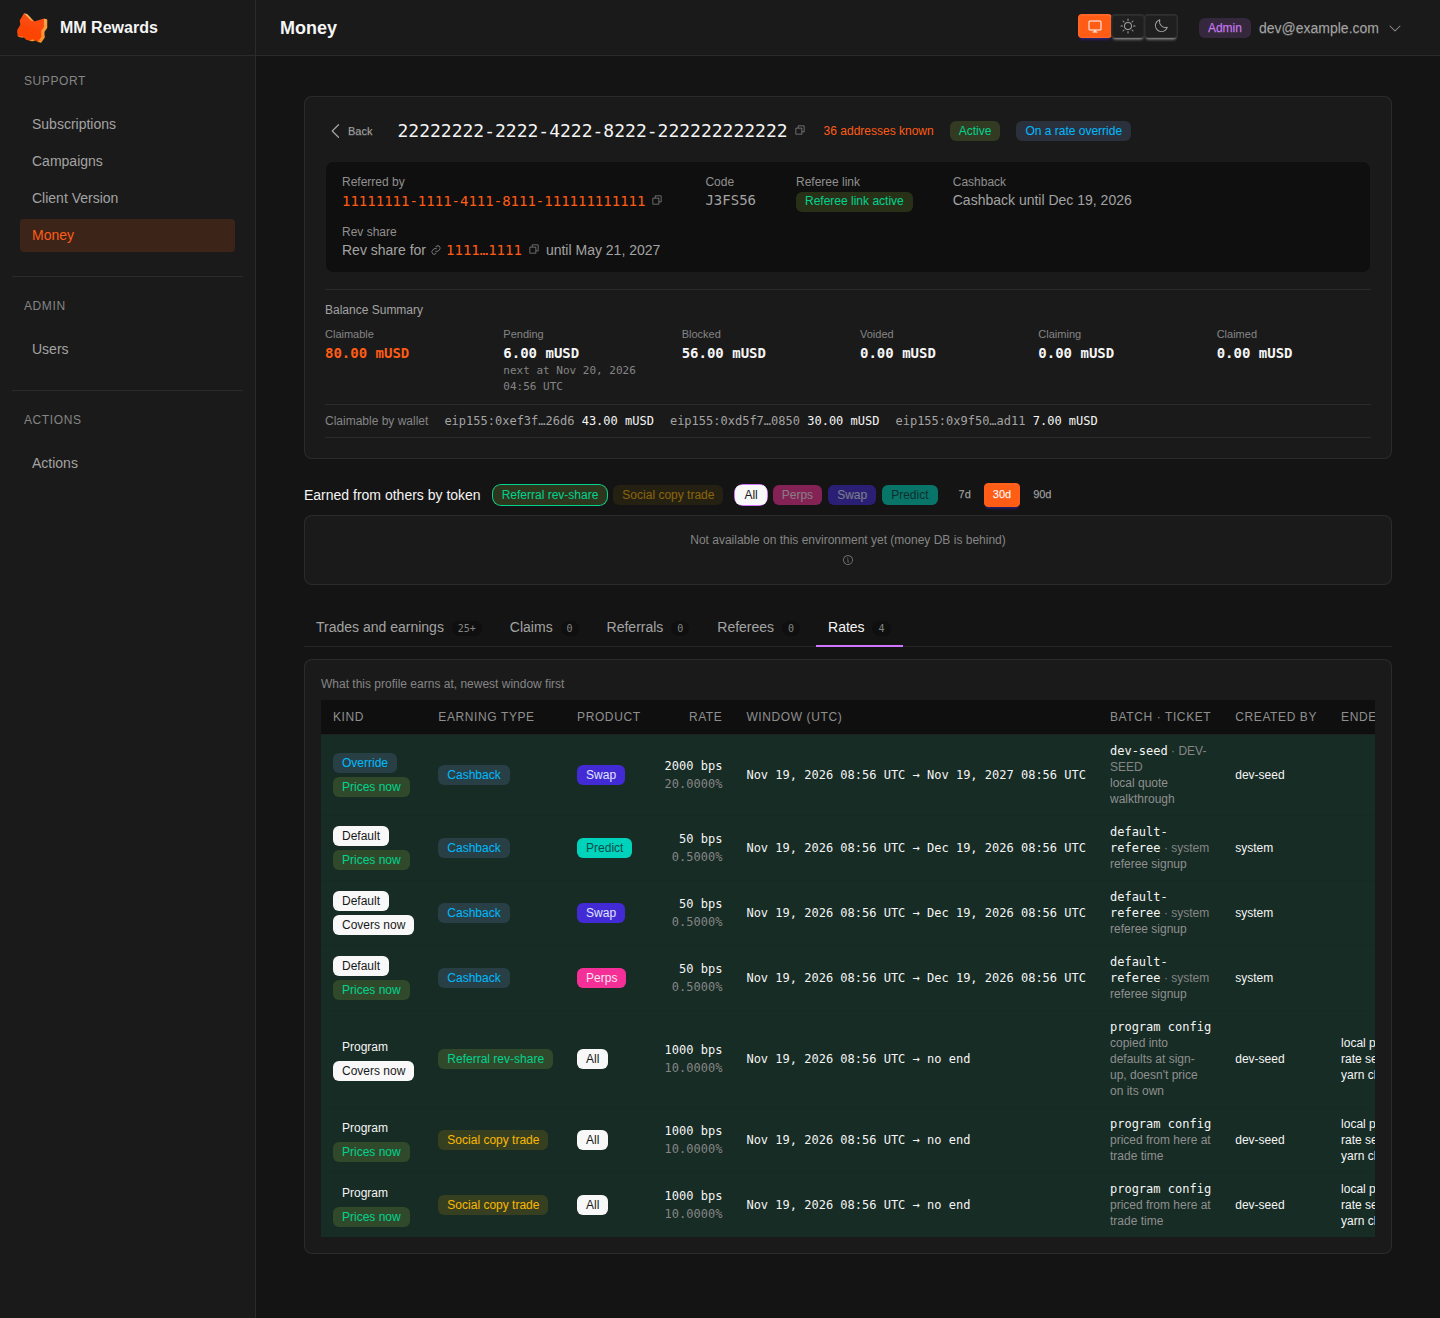 MM Rewards
Money
Admin
dev@example.com
SUPPORT
Subscriptions
Campaigns
Client Version
Money
ADMIN
Users
ACTIONS
Actions
Back
22222222-2222-4222-8222-222222222222
36 addresses known
Active
On a rate override
Referred by
11111111-1111-4111-8111-111111111111
Code
J3FS56
Referee link
Referee link active
Cashback
Cashback until Dec 19, 2026
Rev share
Rev share for 1111…1111 until May 21, 2027
Balance Summary
Claimable
80.00 mUSD
Pending
6.00 mUSD
next at Nov 20, 2026
04:56 UTC
Blocked
56.00 mUSD
Voided
0.00 mUSD
Claiming
0.00 mUSD
Claimed
0.00 mUSD
Claimable by wallet eip155:0xef3f…26d6 43.00 mUSD eip155:0xd5f7…0850 30.00 mUSD eip155:0x9f50…ad11 7.00 mUSD
Earned from others by token Referral rev-share Social copy trade All Perps Swap Predict 7d 30d 90d
Not available on this environment yet (money DB is behind)
Trades and earnings 25+ Claims 0 Referrals 0 Referees 0 Rates 4
What this profile earns at, newest window first
KIND EARNING TYPE PRODUCT RATE WINDOW (UTC) BATCH · TICKET CREATED BY ENDE
Override
Prices now
Cashback
Swap
2000 bps
20.0000%
Nov 19, 2026 08:56 UTC → Nov 19, 2027 08:56 UTC
dev-seed · DEV-
SEED
local quote
walkthrough
dev-seed
Default
Prices now
Cashback
Predict
50 bps
0.5000%
Nov 19, 2026 08:56 UTC → Dec 19, 2026 08:56 UTC
default-
referee · system
referee signup
system
Default
Covers now
Cashback
Swap
50 bps
0.5000%
Nov 19, 2026 08:56 UTC → Dec 19, 2026 08:56 UTC
default-
referee · system
referee signup
system
Default
Prices now
Cashback
Perps
50 bps
0.5000%
Nov 19, 2026 08:56 UTC → Dec 19, 2026 08:56 UTC
default-
referee · system
referee signup
system
Program
Covers now
Referral rev-share
All
1000 bps
10.0000%
Nov 19, 2026 08:56 UTC → no end
program config
copied into
defaults at sign-
up, doesn't price
on its own
dev-seed
local p
rate se
yarn cl
Program
Prices now
Social copy trade
All
1000 bps
10.0000%
Nov 19, 2026 08:56 UTC → no end
program config
priced from here at
trade time
dev-seed
local p
rate se
yarn cl
Program
Prices now
Social copy trade
All
1000 bps
10.0000%
Nov 19, 2026 08:56 UTC → no end
program config
priced from here at
trade time
dev-seed
local p
rate se
yarn cl